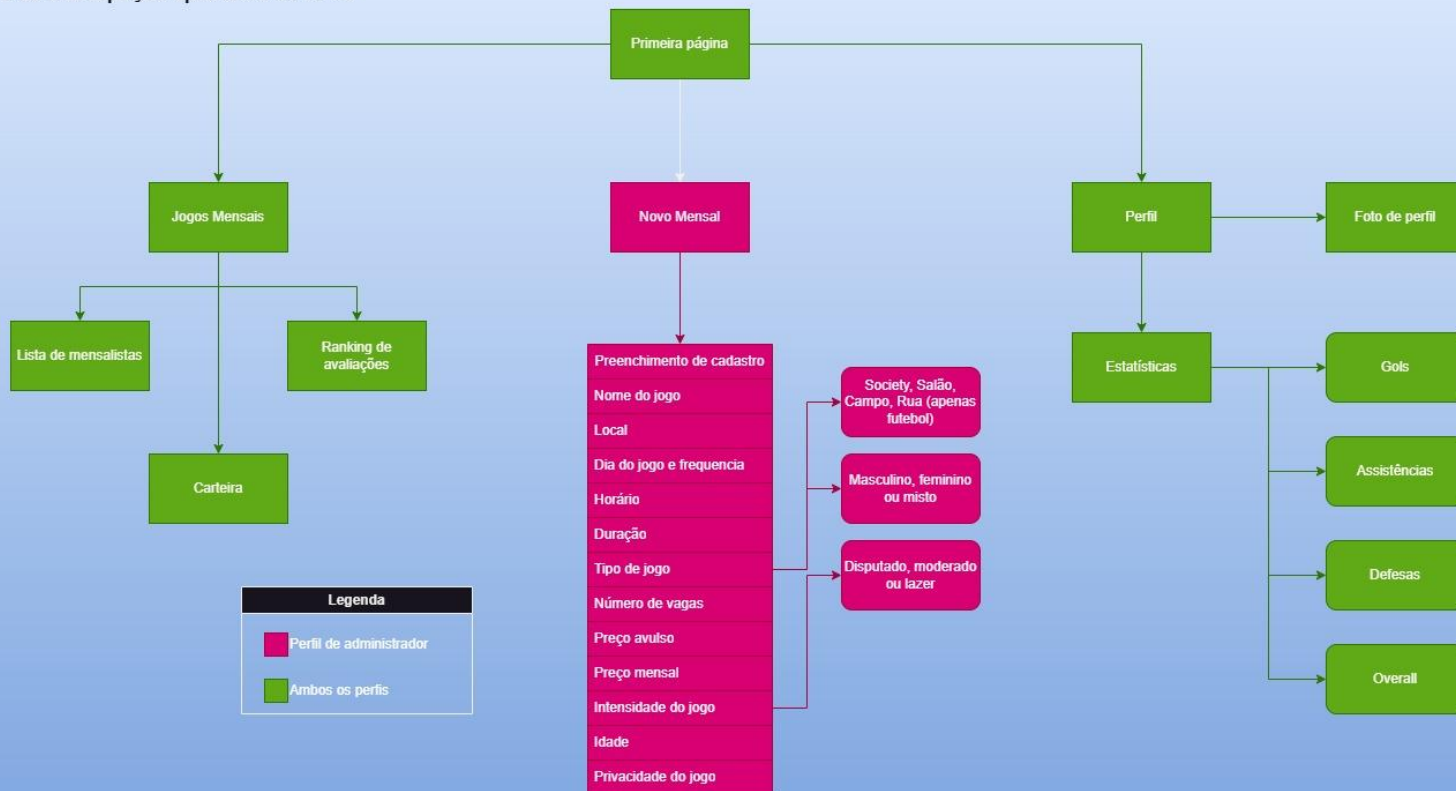 Primeira página
Jogos Mensais
Novo Mensal
Perfil
Foto de perfil
Lista de mensalistas
Ranking de
avaliações
Carteira
Preenchimento de cadastro
Nome do jogo
Local
Dia do jogo e frequencia
Horário
Duração
Tipo de jogo
Número de vagas
Preço avulso
Preço mensal
Intensidade do jogo
Idade
Privacidade do jogo
Society, Salão,
Campo, Rua (apenas
futebol)
Masculino, feminino
ou misto
Disputado, moderado
ou lazer
Estatísticas
Gols
Assistências
Defesas
Overall
Legenda
Perfil de administrador
Ambos os perfis